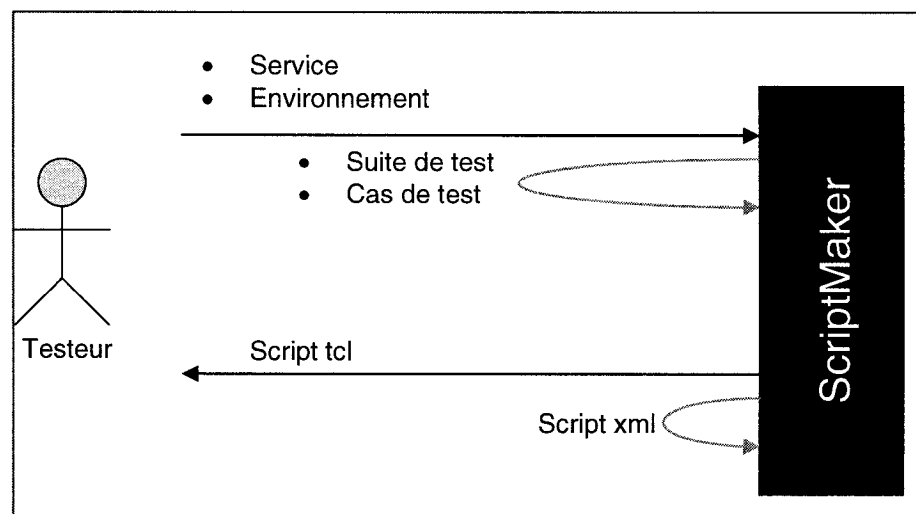 • Service
• Environnement
• Suite de test
• Cas de test
Testeur
Script tcl
Script xml
ScriptMaker